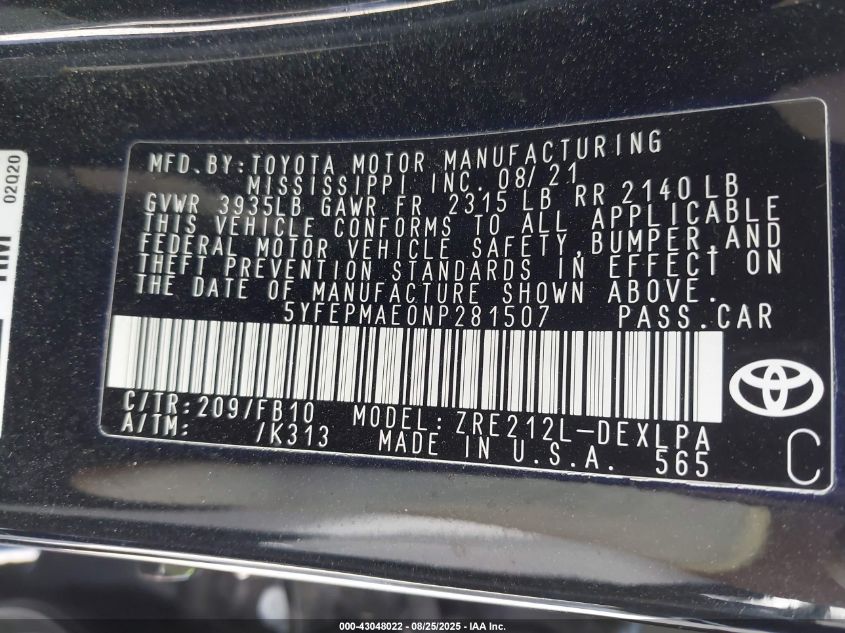 02Q20
MFD. BY: TOYOTA MOTOR MANUFACTURING
MISSISSIPPI INC. 08/21
GVWR 3935LB GAWR FR 2315 LB RR 2140 LB
THIS VEHICLE CONFORMS TO ALL APPLICABLE
FEDERAL MOTOR VEHICLE SAFETY, BUMPER, AND
THEFT PREVENTION STANDARDS IN EFFECT ON
THE DATE OF MANUFACTURE SHOWN ABOVE.
5YFEPMAE0NP281507 PASS.CAR
C/TR: 209/FB10 MODEL: ZRE212L-DEXLPA
A/TM: /K313 MADE IN U.S.A. 565
C
000-43048022 - 08/25/2025 - IAA Inc.